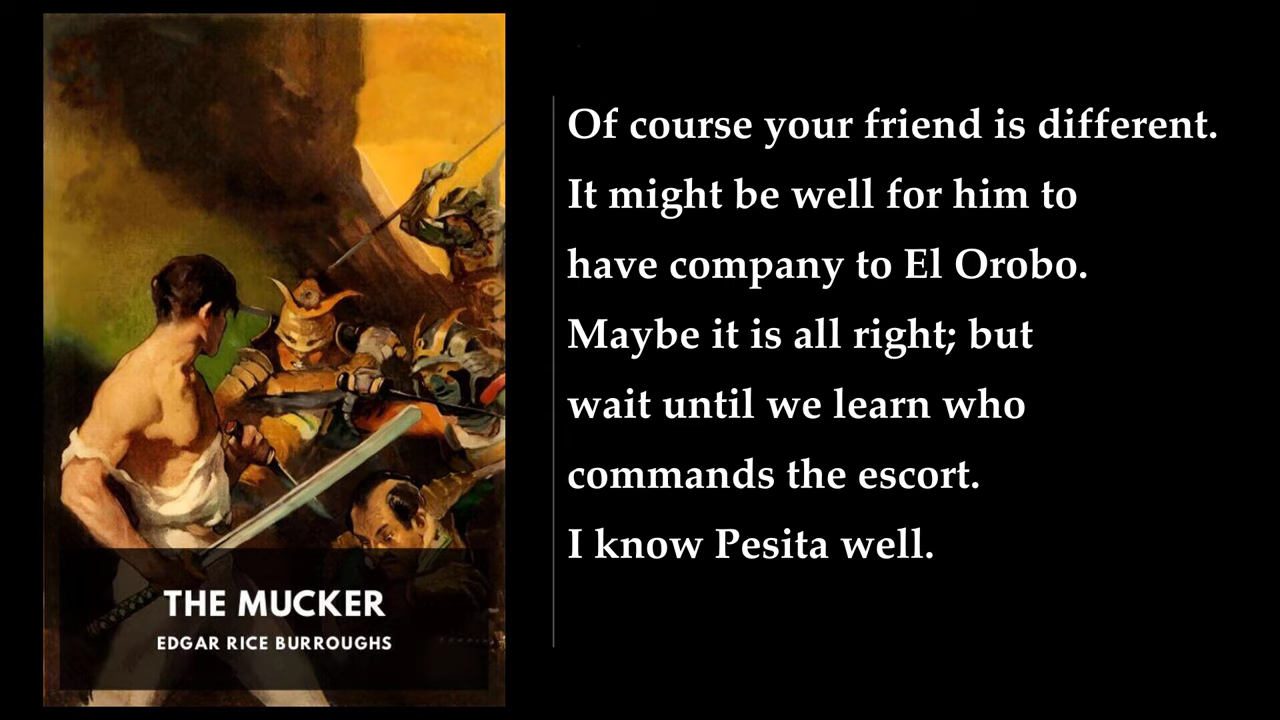 THE MUCKER
EDGAR RICE BURROUGHS
Of course your friend is different.
It might be well for him to
have company to El Orobo.
Maybe it is all right; but
wait until we learn who
commands the escort.
I know Pesita well.